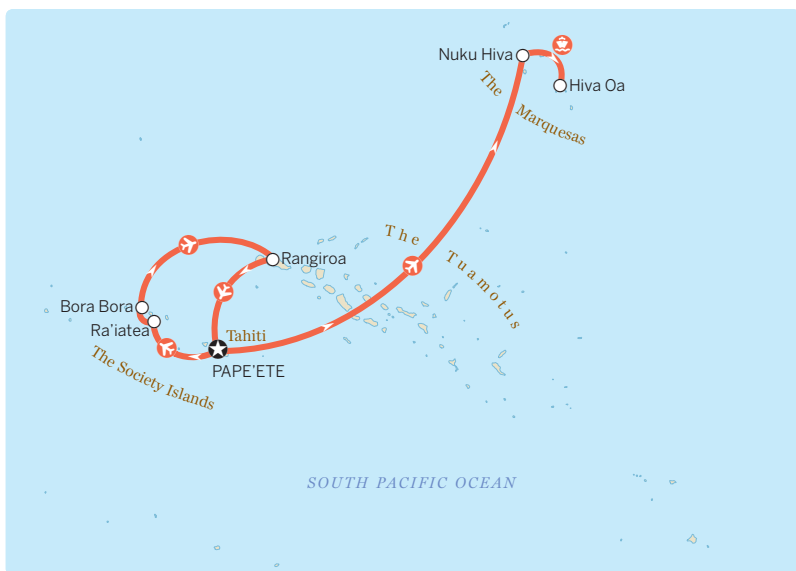 Nuku Hiva
Hiva Oa
The Marquesas
The Tuamotus
Rangiroa
Bora Bora
Ra'iatea
Tahiti
PAPE'ETE
The Society Islands
SOUTH PACIFIC OCEAN